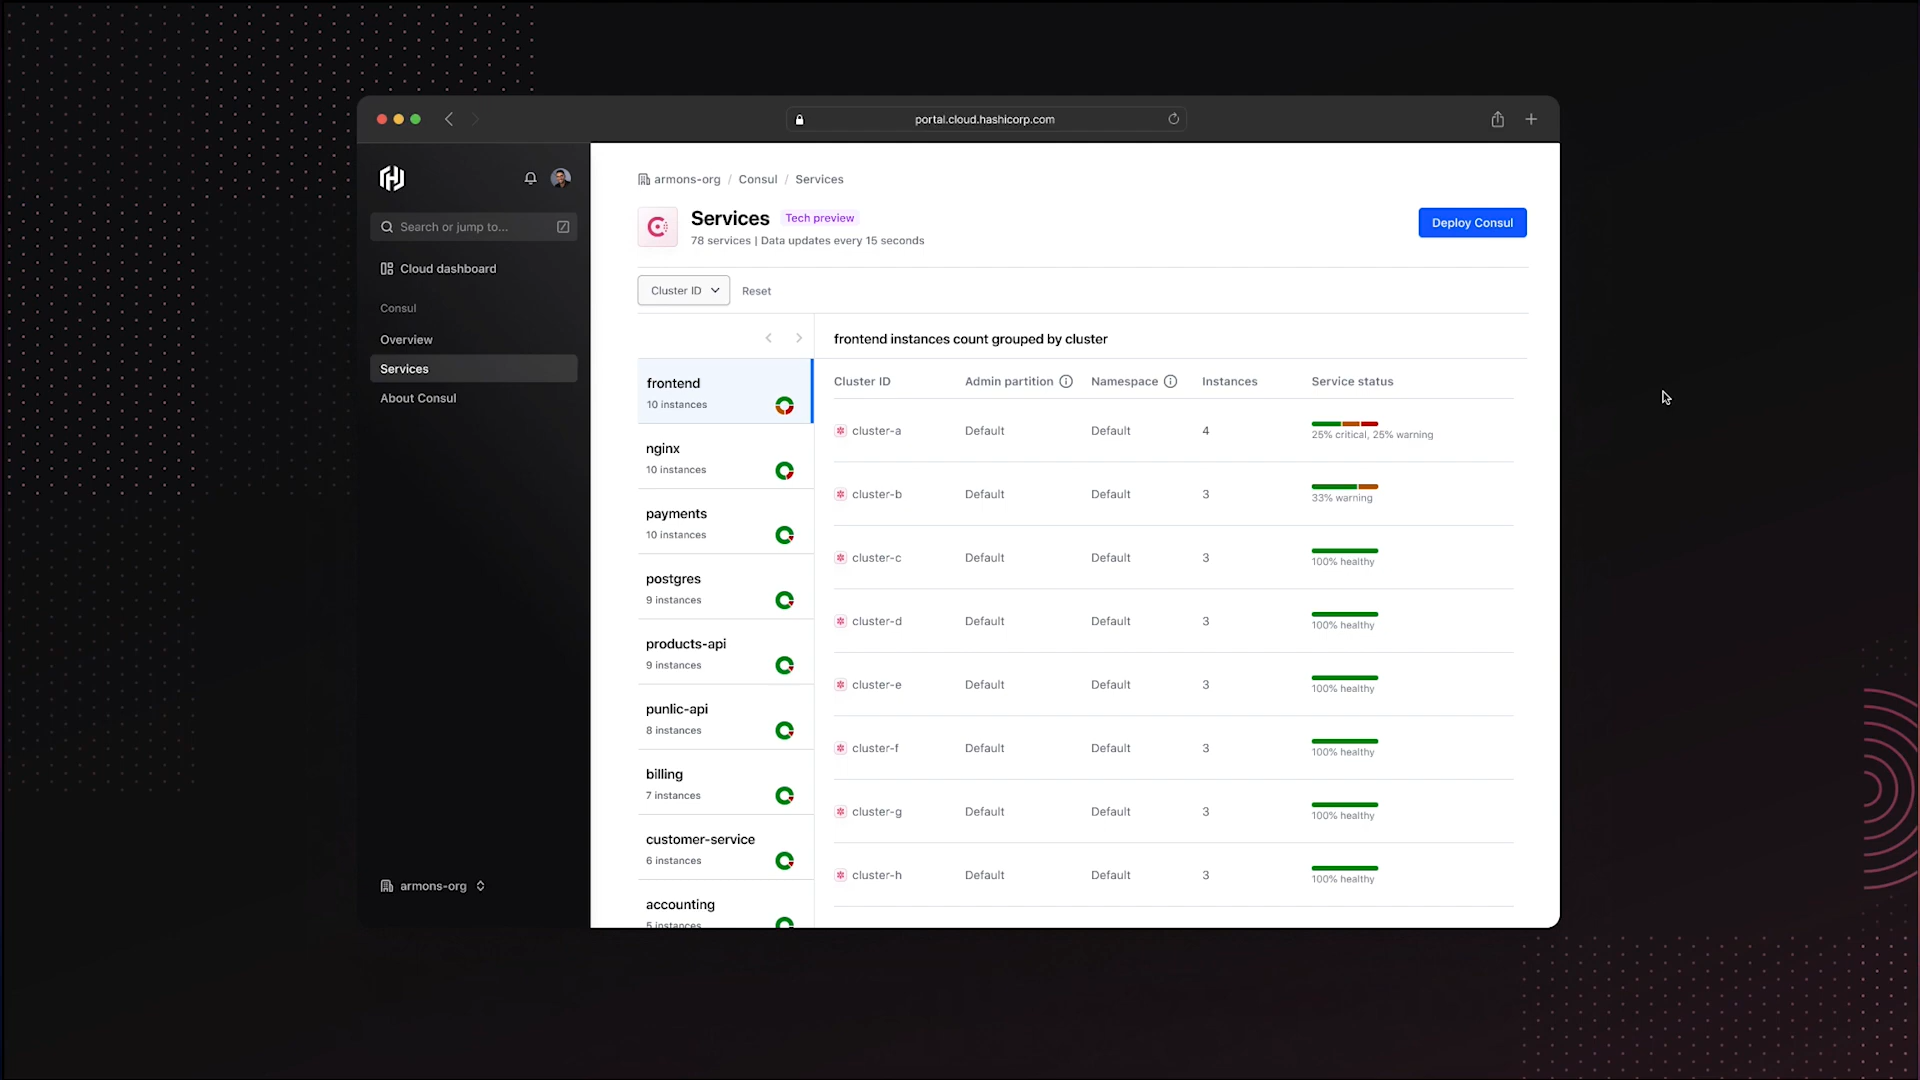 portal.cloud.hashicorp.com
Search or jump to...
Cloud dashboard
Consul
Overview
Services
About Consul
armons-org
armons-org / Consul / Services
Services Tech preview
78 services | Data updates every 15 seconds
Deploy Consul
Cluster ID Reset
frontend
10 instances
nginx
10 instances
payments
10 instances
postgres
9 instances
products-api
9 instances
punlic-api
8 instances
billing
7 instances
customer-service
6 instances
accounting
5 instances
frontend instances count grouped by cluster
Cluster ID Admin partition Namespace Instances Service status
cluster-a Default Default 4 25% critical, 25% warning
cluster-b Default Default 3 33% warning
cluster-c Default Default 3 100% healthy
cluster-d Default Default 3 100% healthy
cluster-e Default Default 3 100% healthy
cluster-f Default Default 3 100% healthy
cluster-g Default Default 3 100% healthy
cluster-h Default Default 3 100% healthy